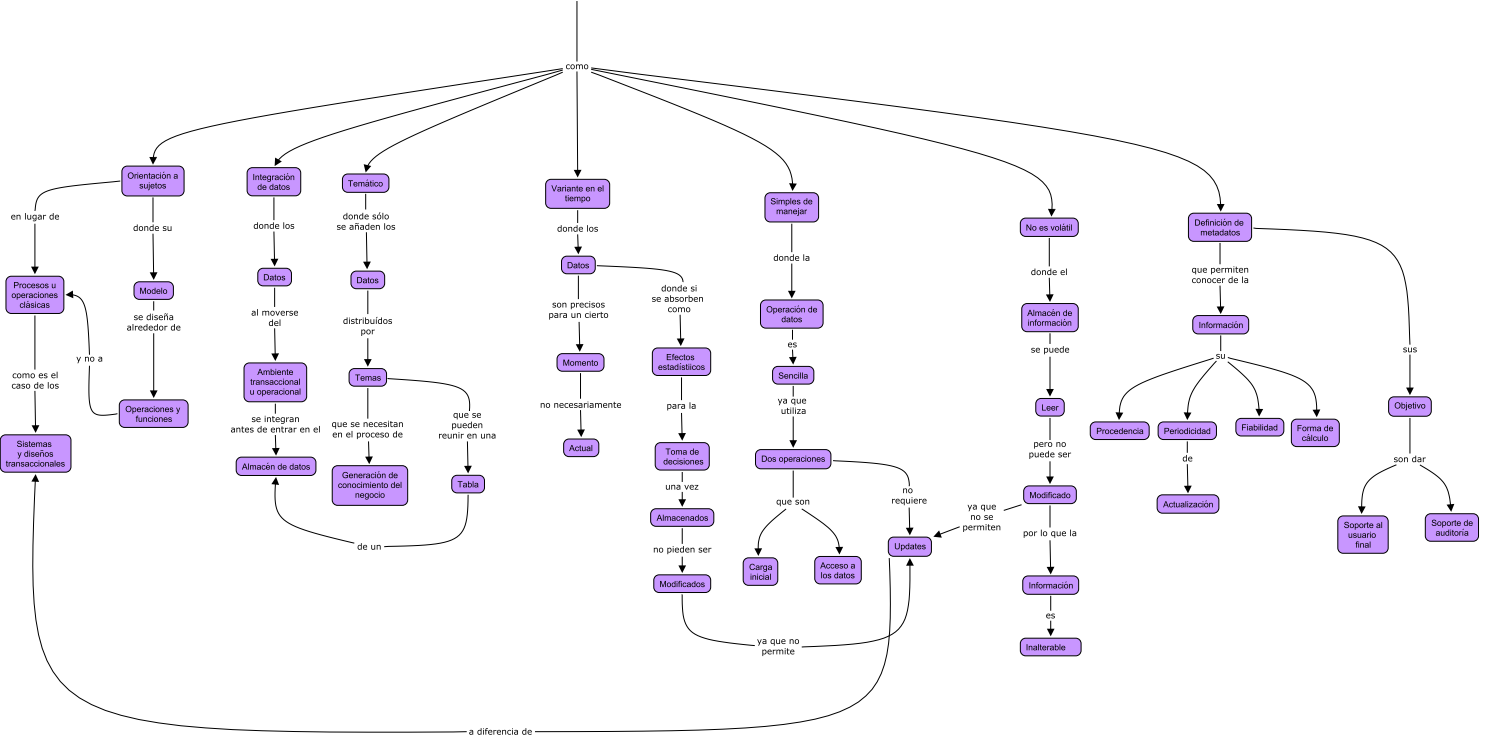 como
Orientación a
sujetos
en lugar de
donde su
Procesos u
operaciones
clásicas
Modelo
se diseña
alrededor de
y no a
como es el
caso de los
Operaciones y
funciones
Sistemas
y diseños
transaccionales
Integración
de datos
donde los
Datos
al moverse
del
Ambiente
transaccional
u operacional
se integran
antes de entrar en el
Almacén de datos
Temático
donde sólo
se añaden los
Datos
distribuídos
por
Temas
que se necesitan
en el proceso de
Generación de
conocimiento del
negocio
que se
pueden
reunir en una
Tabla
de un
Variante en el
tiempo
donde los
Datos
son precisos
para un cierto
Momento
no necesariamente
Actual
donde si
se absorben
como
Efectos
estadístiicos
para la
Toma de
decisiones
una vez
Almacenados
no pieden ser
Modificados
ya que no
permite
Simples de
manejar
donde la
Operación de
datos
es
Sencilla
ya que
utiliza
Dos operaciones
que son
Carga
inicial
Acceso a
los datos
no
requiere
Updates
a diferencia de
No es volátil
donde el
Almacén de
información
se puede
Leer
pero no
puede ser
Modificado
ya que
no se
permiten
por lo que la
Información
es
Inalterable
Definición de
metadatos
que permiten
conocer de la
Información
su
Procedencia
Periodicidad
Fiabilidad
Forma de
cálculo
de
Actualización
sus
Objetivo
son dar
Soporte al
usuario
final
Soporte de
auditoría